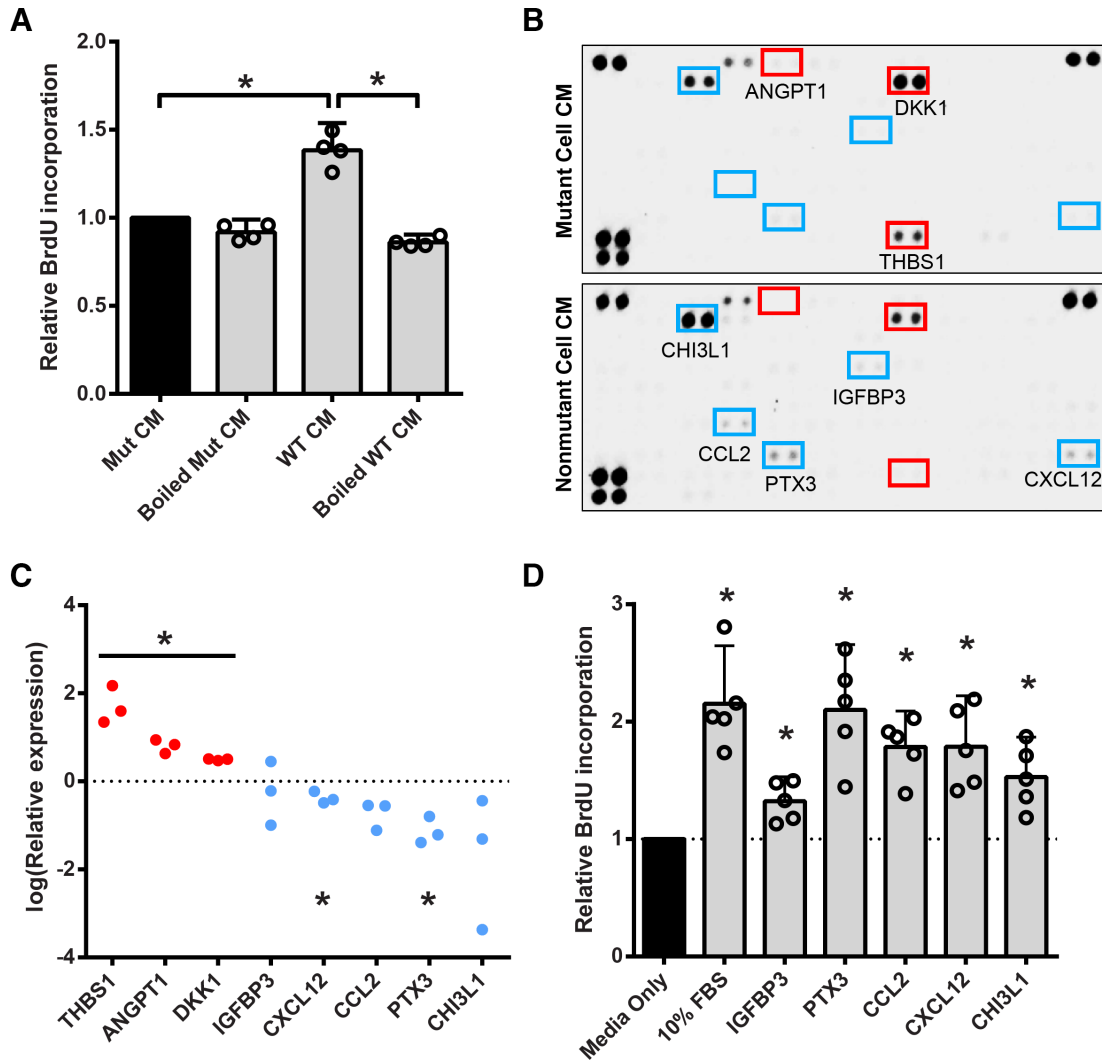 A
Relative BrdU incorporation
2.0
1.5
1.0
0.5
0.0
*
*
Mut CM
Boiled Mut CM
WT CM
Boiled WT CM
B
Mutant Cell CM
ANGPT1
DKK1
THBS1
Nonmutant Cell CM
CHI3L1
IGFBP3
CCL2
PTX3
CXCL12
C
log(Relative expression)
4
2
0
-2
-4
*
*
*
THBS1
ANGPT1
DKK1
IGFBP3
CXCL12
CCL2
PTX3
CHI3L1
D
Relative BrdU incorporation
3
2
1
0
*
*
*
*
*
*
Media Only
10% FBS
IGFBP3
PTX3
CCL2
CXCL12
CHI3L1